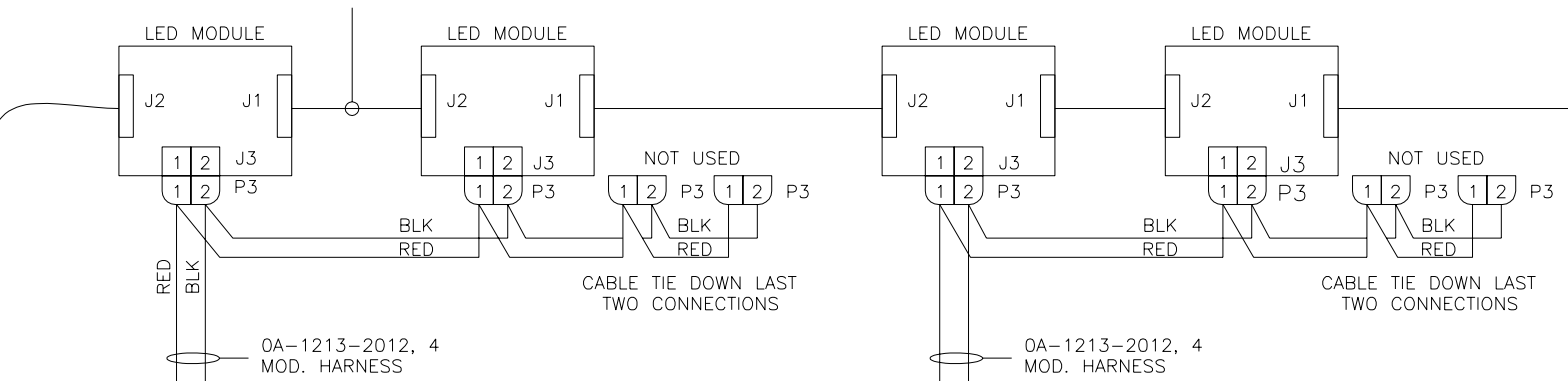 LED MODULE LED MODULE LED MODULE LED MODULE
J2 J1 J2 J1 J2 J1 J2 J1
1 2 J3 1 2 J3 NOT USED 1 2 J3 1 2 J3 NOT USED
1 2 P3 1 2 P3 1 2 P3 1 2 P3 1 2 P3 1 2 P3 1 2 P3 1 2 P3
BLK BLK BLK BLK
RED RED RED RED
RED BLK
CABLE TIE DOWN LAST CABLE TIE DOWN LAST
TWO CONNECTIONS TWO CONNECTIONS
0A-1213-2012, 4 0A-1213-2012, 4
MOD. HARNESS MOD. HARNESS